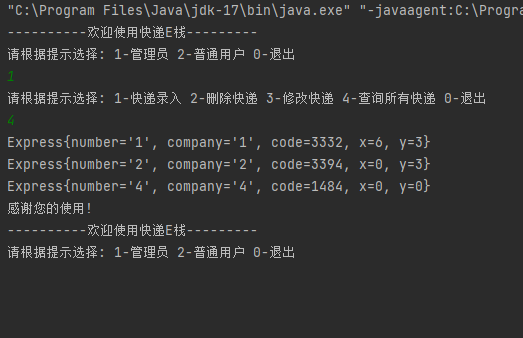 "C:\Program Files\Java\jdk-17\bin\java.exe" "-javaagent:C:\Progra
----------欢迎使用快递E栈---------
请根据提示选择: 1-管理员 2-普通用户 0-退出
1
请根据提示选择: 1-快递录入 2-删除快递 3-修改快递 4-查询所有快递 0-退出
4
Express{number='1', company='1', code=3332, x=6, y=3}
Express{number='2', company='2', code=3394, x=0, y=3}
Express{number='4', company='4', code=1484, x=0, y=0}
感谢您的使用!
----------欢迎使用快递E栈---------
请根据提示选择: 1-管理员 2-普通用户 0-退出